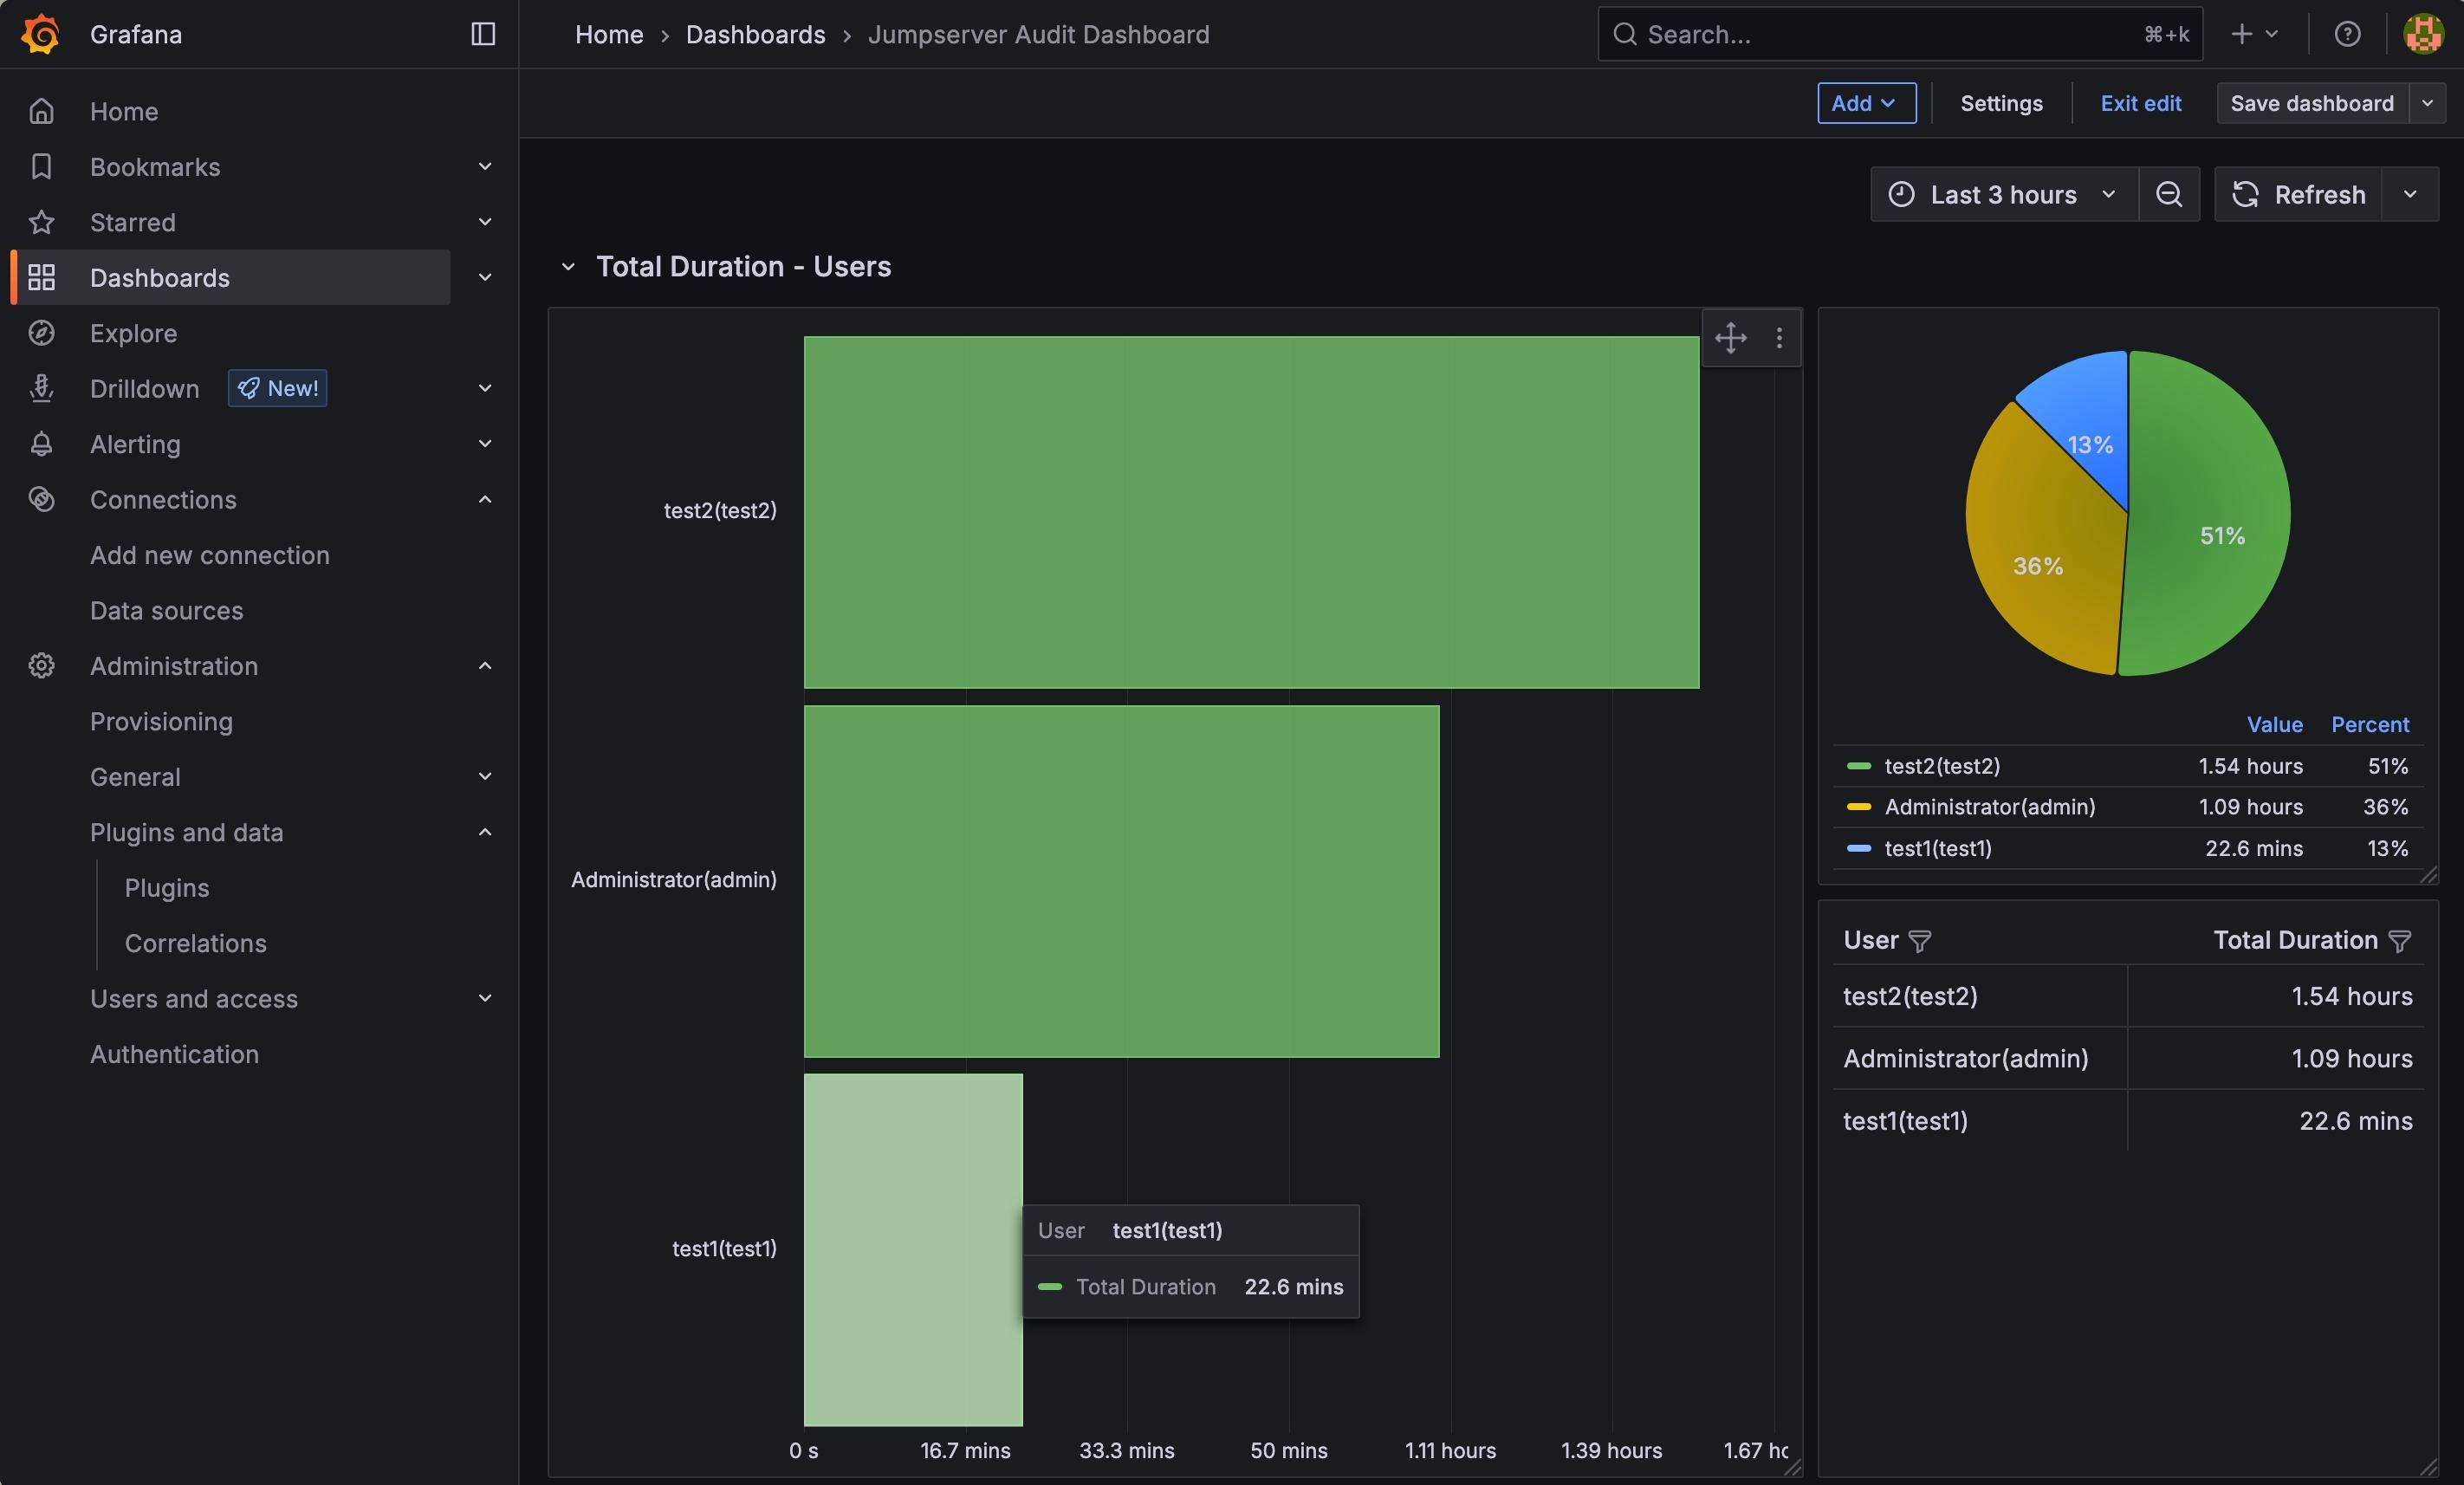 Grafana
Home › Dashboards › Jumpserver Audit Dashboard
Search...
⌘+k
Home
Bookmarks
Starred
Dashboards
Explore
Drilldown New!
Alerting
Connections
Add new connection
Data sources
Administration
Provisioning
General
Plugins and data
Plugins
Correlations
Users and access
Authentication
Add
Settings
Exit edit
Save dashboard
Last 3 hours
Refresh
Total Duration - Users
test2(test2)
Administrator(admin)
test1(test1)
User test1(test1)
Total Duration 22.6 mins
0 s 16.7 mins 33.3 mins 50 mins 1.11 hours 1.39 hours 1.67 hc
13%
51%
36%
Value Percent
test2(test2) 1.54 hours 51%
Administrator(admin) 1.09 hours 36%
test1(test1) 22.6 mins 13%
User Total Duration
test2(test2) 1.54 hours
Administrator(admin) 1.09 hours
test1(test1) 22.6 mins